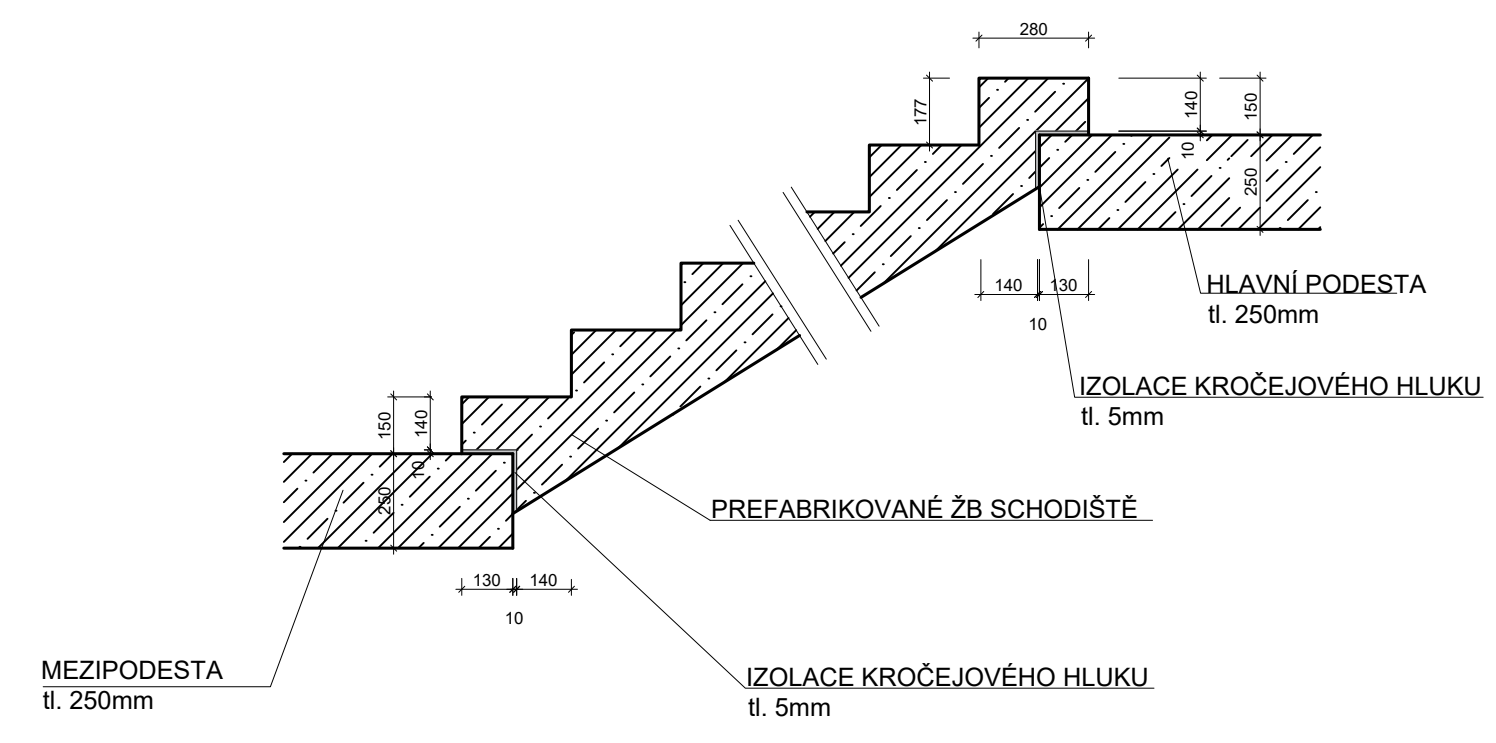 280
177
140
150
10
250
140
130
10
HLAVNÍ PODESTA
tl. 250mm
IZOLACE KROČEJOVÉHO HLUKU
tl. 5mm
150
140
10
250
PREFABRIKOVANÉ ŽB SCHODIŠTĚ
130
140
10
MEZIPODESTA
tl. 250mm
IZOLACE KROČEJOVÉHO HLUKU
tl. 5mm